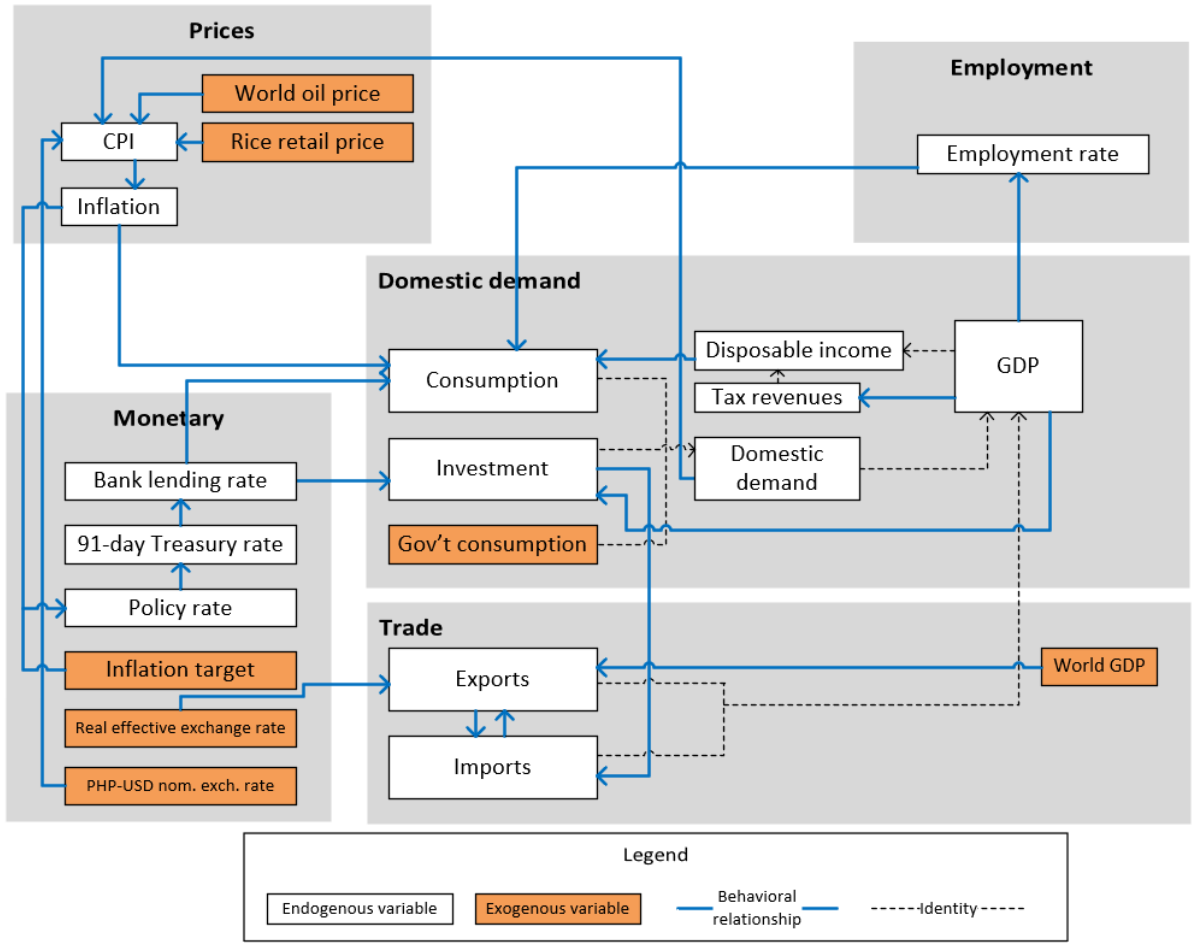 Prices
World oil price
CPI
Rice retail price
Inflation
Employment
Employment rate
Domestic demand
Consumption
Disposable income
Tax revenues
GDP
Investment
Domestic
demand
Gov't consumption
Monetary
Bank lending rate
91-day Treasury rate
Policy rate
Inflation target
Real effective exchange rate
PHP-USD nom. exch. rate
Trade
Exports
World GDP
Imports
Legend
Endogenous variable
Exogenous variable
Behavioral
relationship
Identity